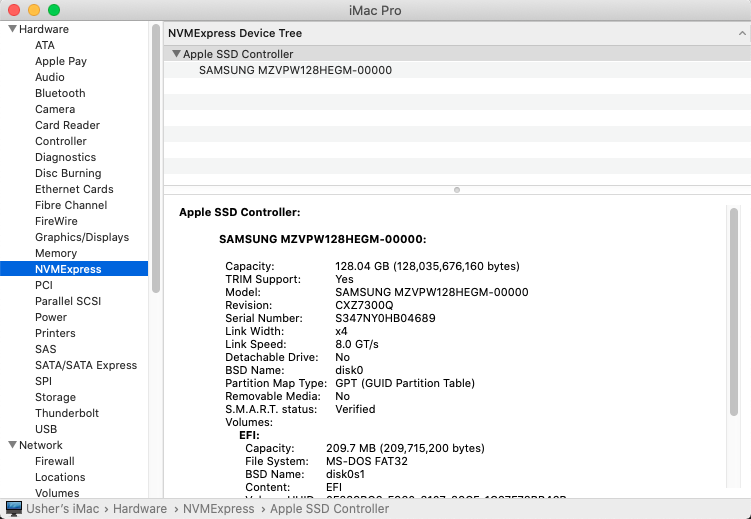 iMac Pro
Hardware
ATA
Apple Pay
Audio
Bluetooth
Camera
Card Reader
Controller
Diagnostics
Disc Burning
Ethernet Cards
Fibre Channel
FireWire
Graphics/Displays
Memory
NVMExpress
PCI
Parallel SCSI
Power
Printers
SAS
SATA/SATA Express
SPI
Storage
Thunderbolt
USB
Network
Firewall
Locations
Volumes
NVMExpress Device Tree
Apple SSD Controller
SAMSUNG MZVPW128HEGM-00000
Apple SSD Controller:
SAMSUNG MZVPW128HEGM-00000:
Capacity: 128.04 GB (128,035,676,160 bytes)
TRIM Support: Yes
Model: SAMSUNG MZVPW128HEGM-00000
Revision: CXZ7300Q
Serial Number: S347NY0HB04689
Link Width: x4
Link Speed: 8.0 GT/s
Detachable Drive: No
BSD Name: disk0
Partition Map Type: GPT (GUID Partition Table)
Removable Media: No
S.M.A.R.T. status: Verified
Volumes:
EFI:
Capacity: 209.7 MB (209,715,200 bytes)
File System: MS-DOS FAT32
BSD Name: disk0s1
Content: EFI
Usher's iMac › Hardware › NVMExpress › Apple SSD Controller